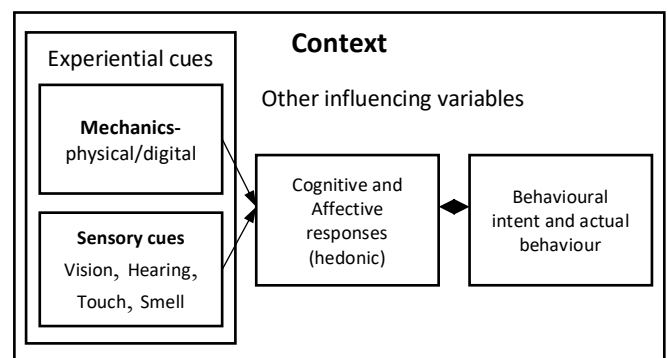 Context
Experiential cues
Other influencing variables
Mechanics-
physical/digital
Sensory cues
Vision, Hearing,
Touch, Smell
Cognitive and
Affective
responses
(hedonic)
Behavioural
intent and actual
behaviour